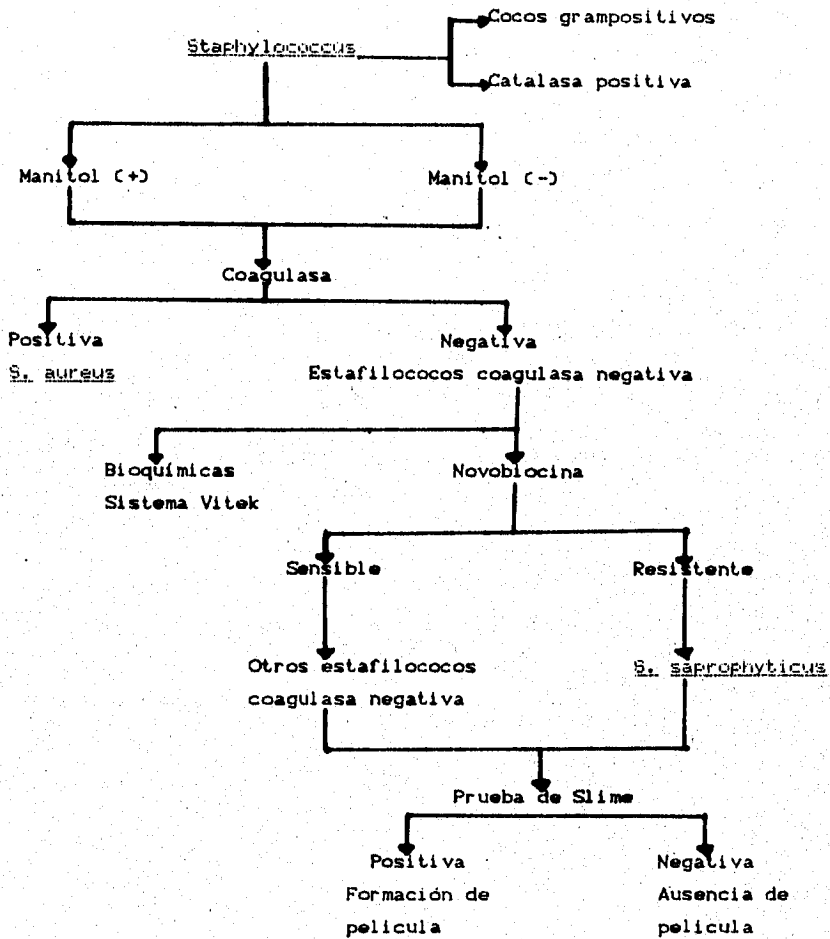 Cocos grampositivos
Staphylococcus
Catalasa positiva
Manitol (+)
Manitol (-)
Coagulasa
Positiva
S. aureus
Negativa
Estafilococos coagulasa negativa
Bioquímicas
Sistema Vitek
Novobiocina
Sensible
Resistente
Otros estafilococos
coagulasa negativa
S. saprophyticus
Prueba de Slime
Positiva
Formación de
pelicula
Negativa
Ausencia de
pelicula